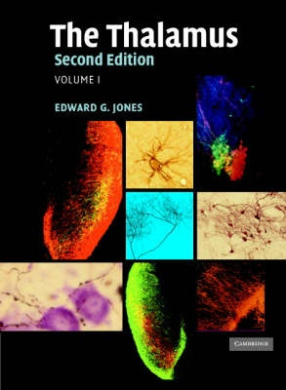 The Thalamus
Second Edition
VOLUME I
EDWARD G. JONES
CAMBRIDGE